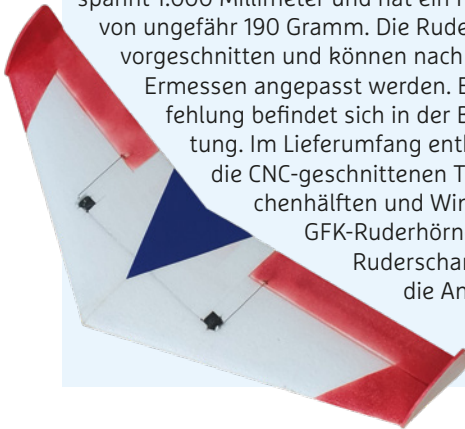 spannt 1.000 Millimeter und hat ein
von ungefähr 190 Gramm. Die Rude
vorgeschnitten und können nach
Ermessen angepasst werden. E
fehlung befindet sich in der B
tung. Im Lieferumfang enth
die CNC-geschnittenen T
chenhälften und Win
GFK-Ruderhörn
Ruderschar
die An